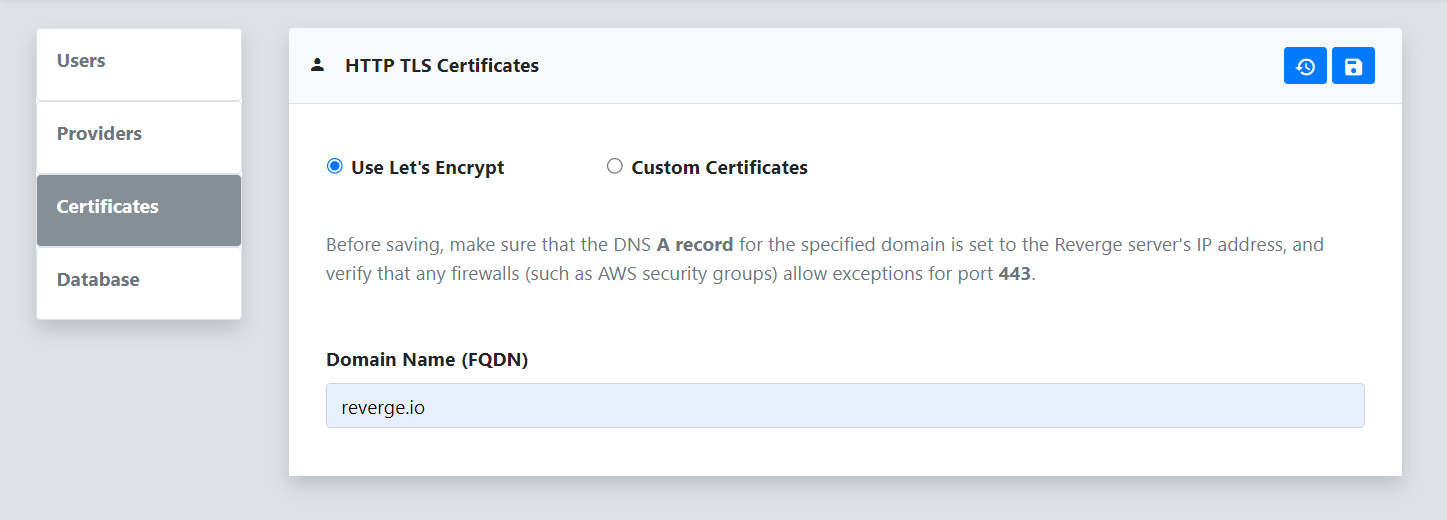 Users
Providers
Certificates
Database
HTTP TLS Certificates
Use Let's Encrypt
Custom Certificates
Before saving, make sure that the DNS A record for the specified domain is set to the Reverge server's IP address, and
verify that any firewalls (such as AWS security groups) allow exceptions for port 443.
Domain Name (FQDN)
reverge.io